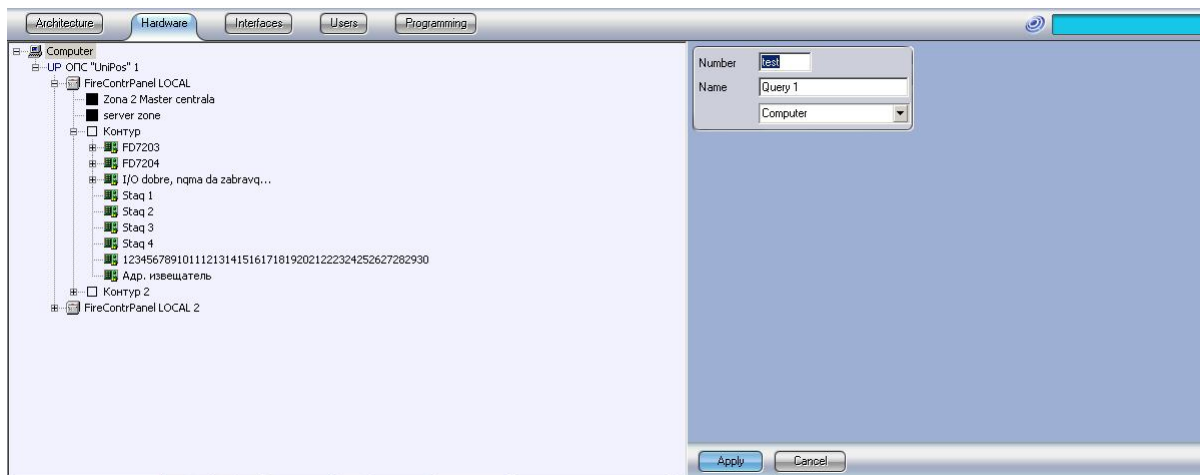 Architecture Hardware Interfaces Users Programming
Computer
UP ОПС "UniPos" 1
FireContrPanel LOCAL
Zona 2 Master centrala
server zone
Контур
FD7203
FD7204
I/O dobre, nqma da zabravq...
Staq 1
Staq 2
Staq 3
Staq 4
123456789101112131415161718192021222324252627282930
Адр. извещатель
Контур 2
FireContrPanel LOCAL 2
Number test
Name Query 1
Computer
Apply Cancel